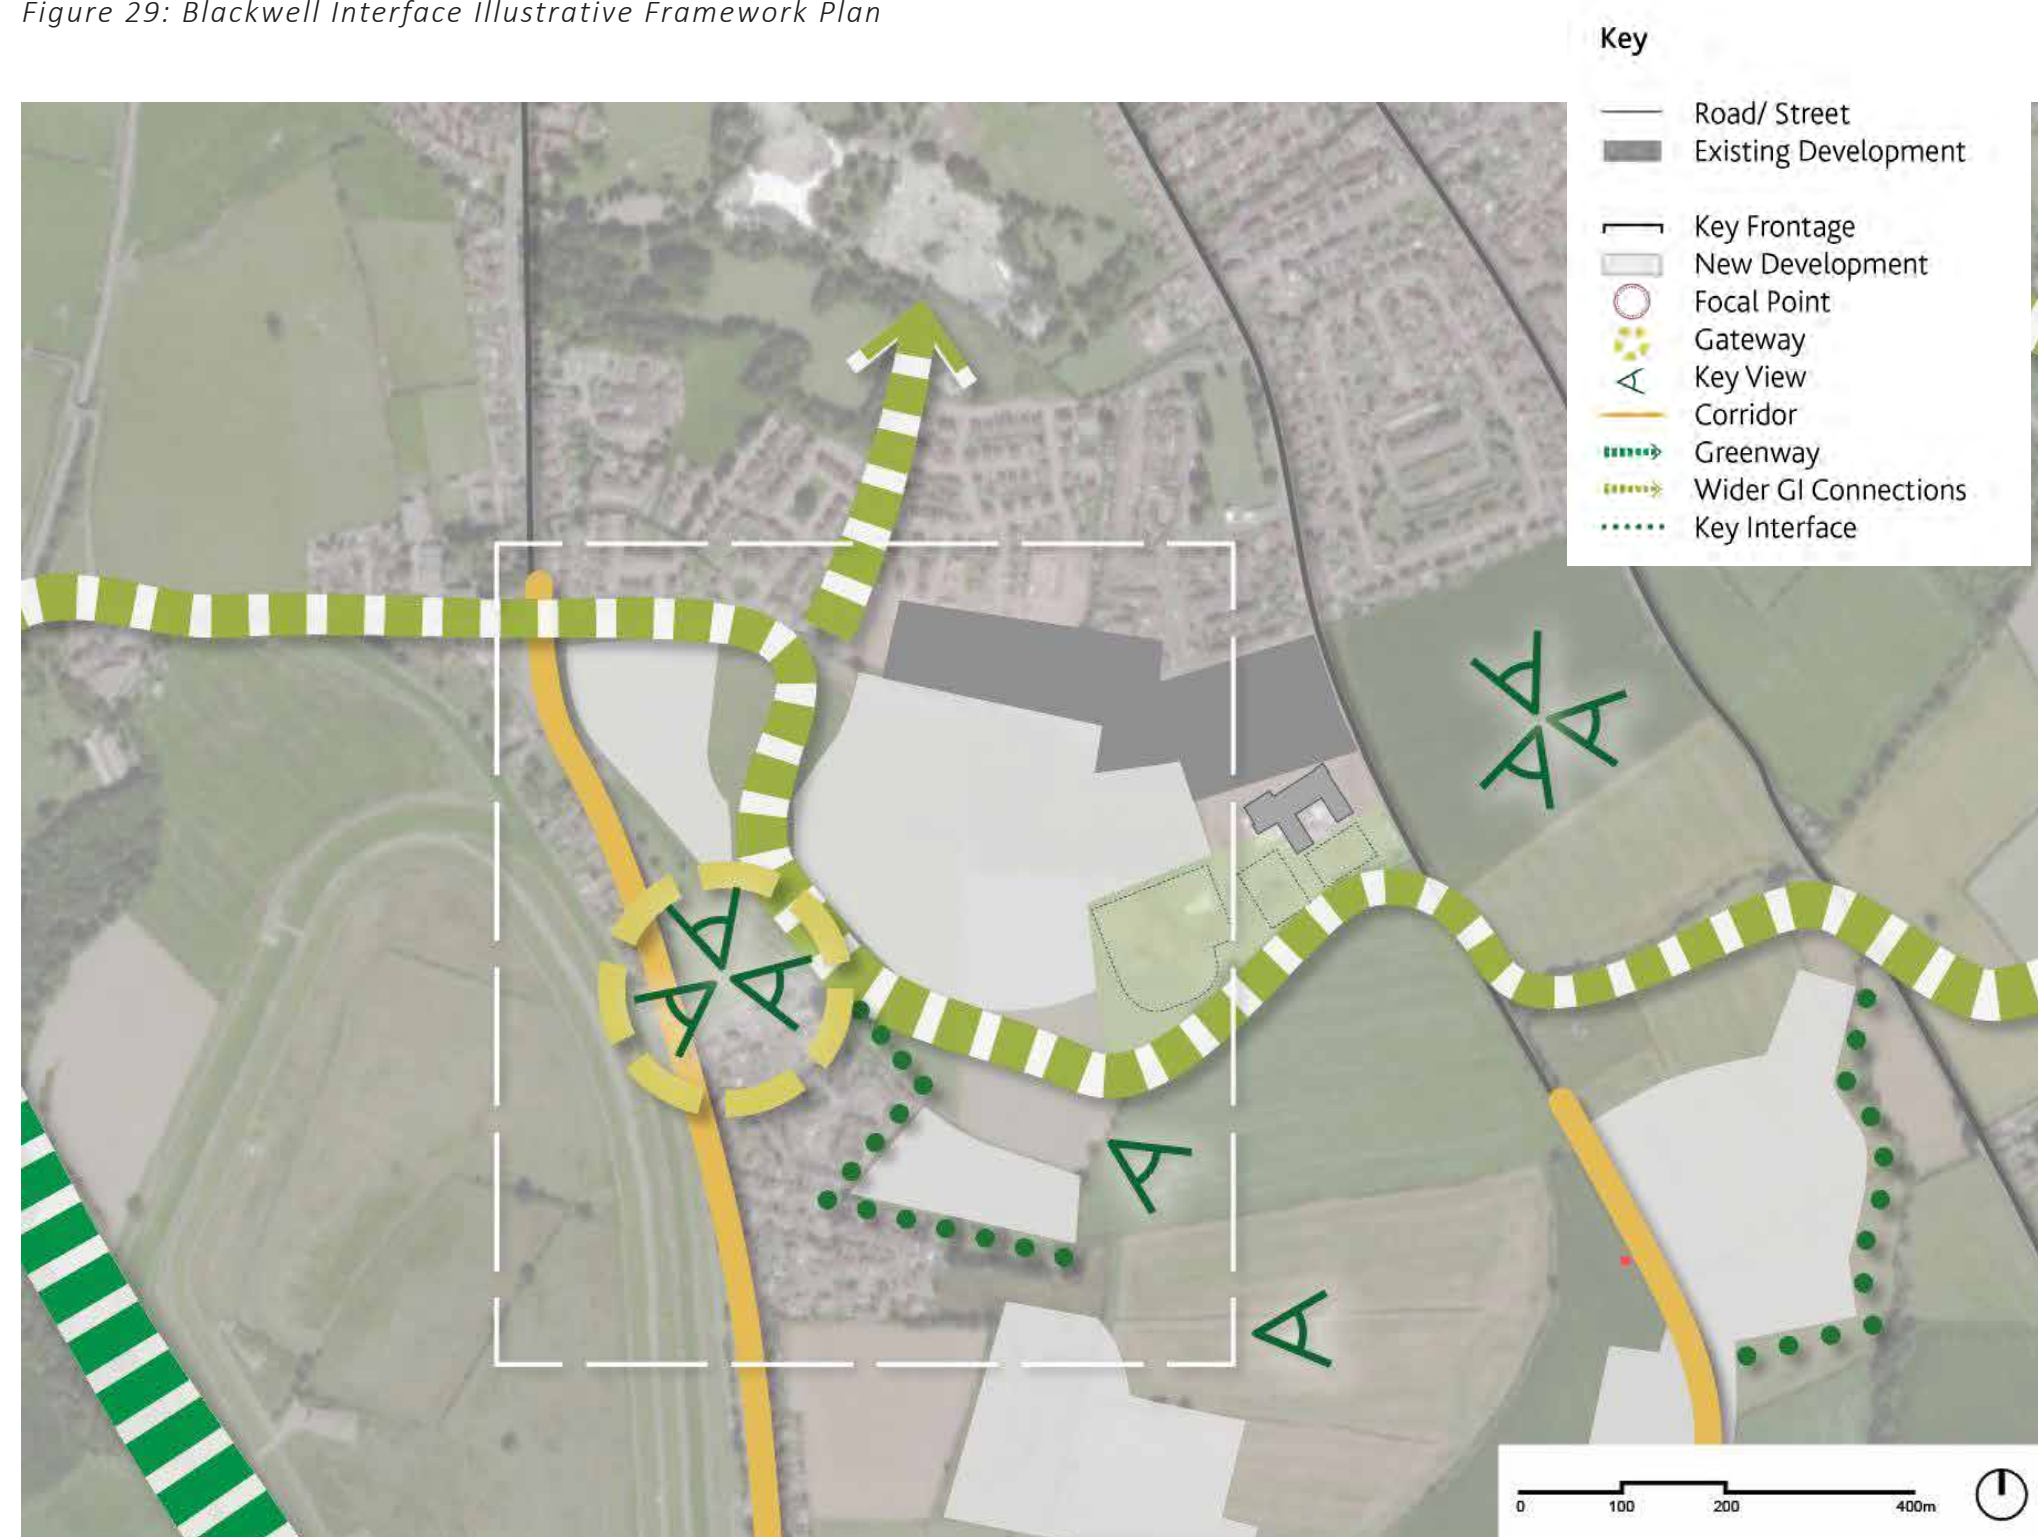 Figure 29: Blackwell Interface Illustrative Framework Plan
Key
Road/ Street
Existing Development
Key Frontage
New Development
Focal Point
Gateway
Key View
Corridor
Greenway
Wider GI Connections
Key Interface
0 100 200 400m